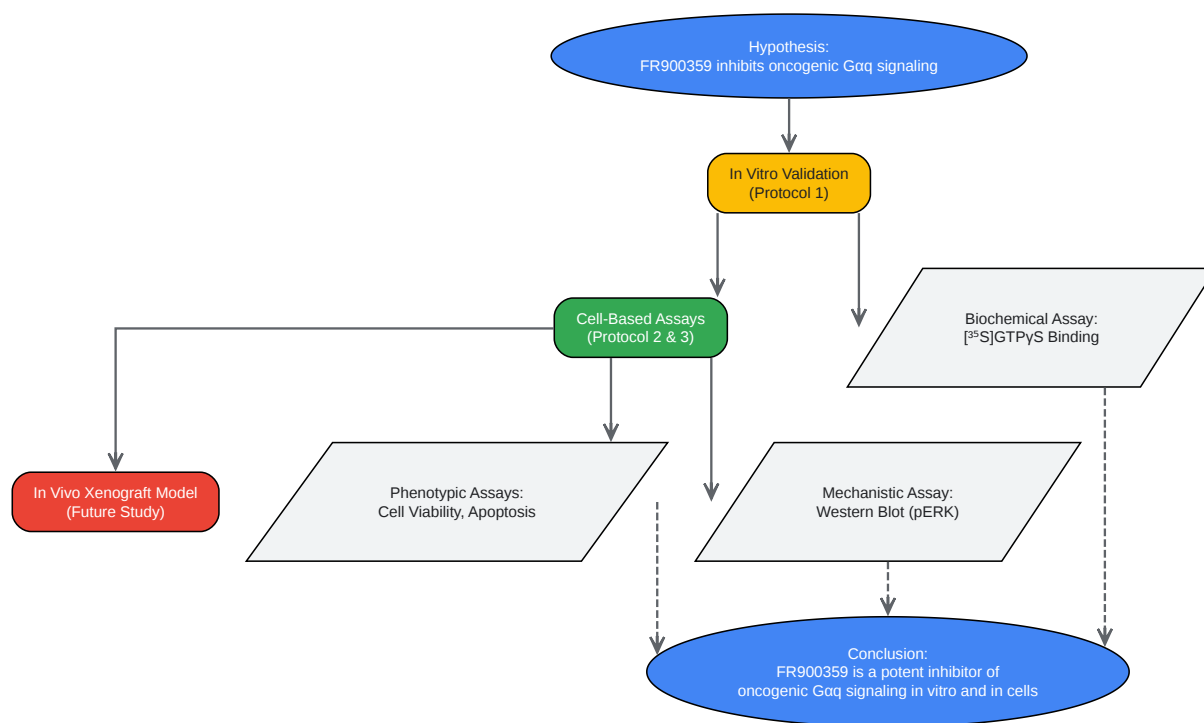 Hypothesis:
FR900359 inhibits oncogenic Gαq signaling
In Vitro Validation
(Protocol 1)
Cell-Based Assays
(Protocol 2 & 3)
Biochemical Assay:
[³⁵S]GTPγS Binding
In Vivo Xenograft Model
(Future Study)
Phenotypic Assays:
Cell Viability, Apoptosis
Mechanistic Assay:
Western Blot (pERK)
Conclusion:
FR900359 is a potent inhibitor of
oncogenic Gαq signaling in vitro and in cells